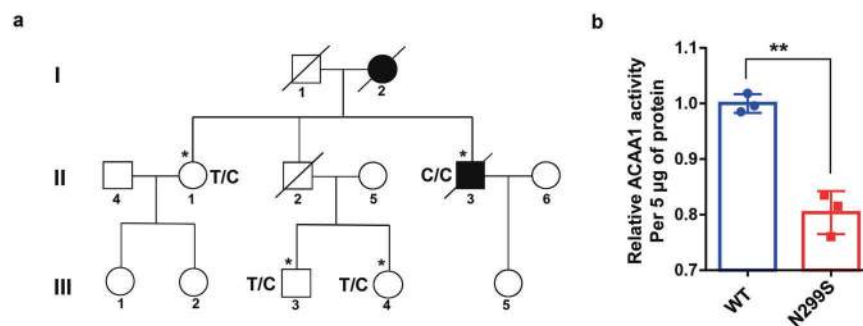 a
I
1
2
*
*
II
4
1
T/C
2
5
C/C
3
6
*
*
III
1
2
T/C
3
T/C
4
5
b
Relative ACAA1 activity
Per 5 μg of protein
1.1
1.0
0.9
0.8
0.7
**
WT
N299S